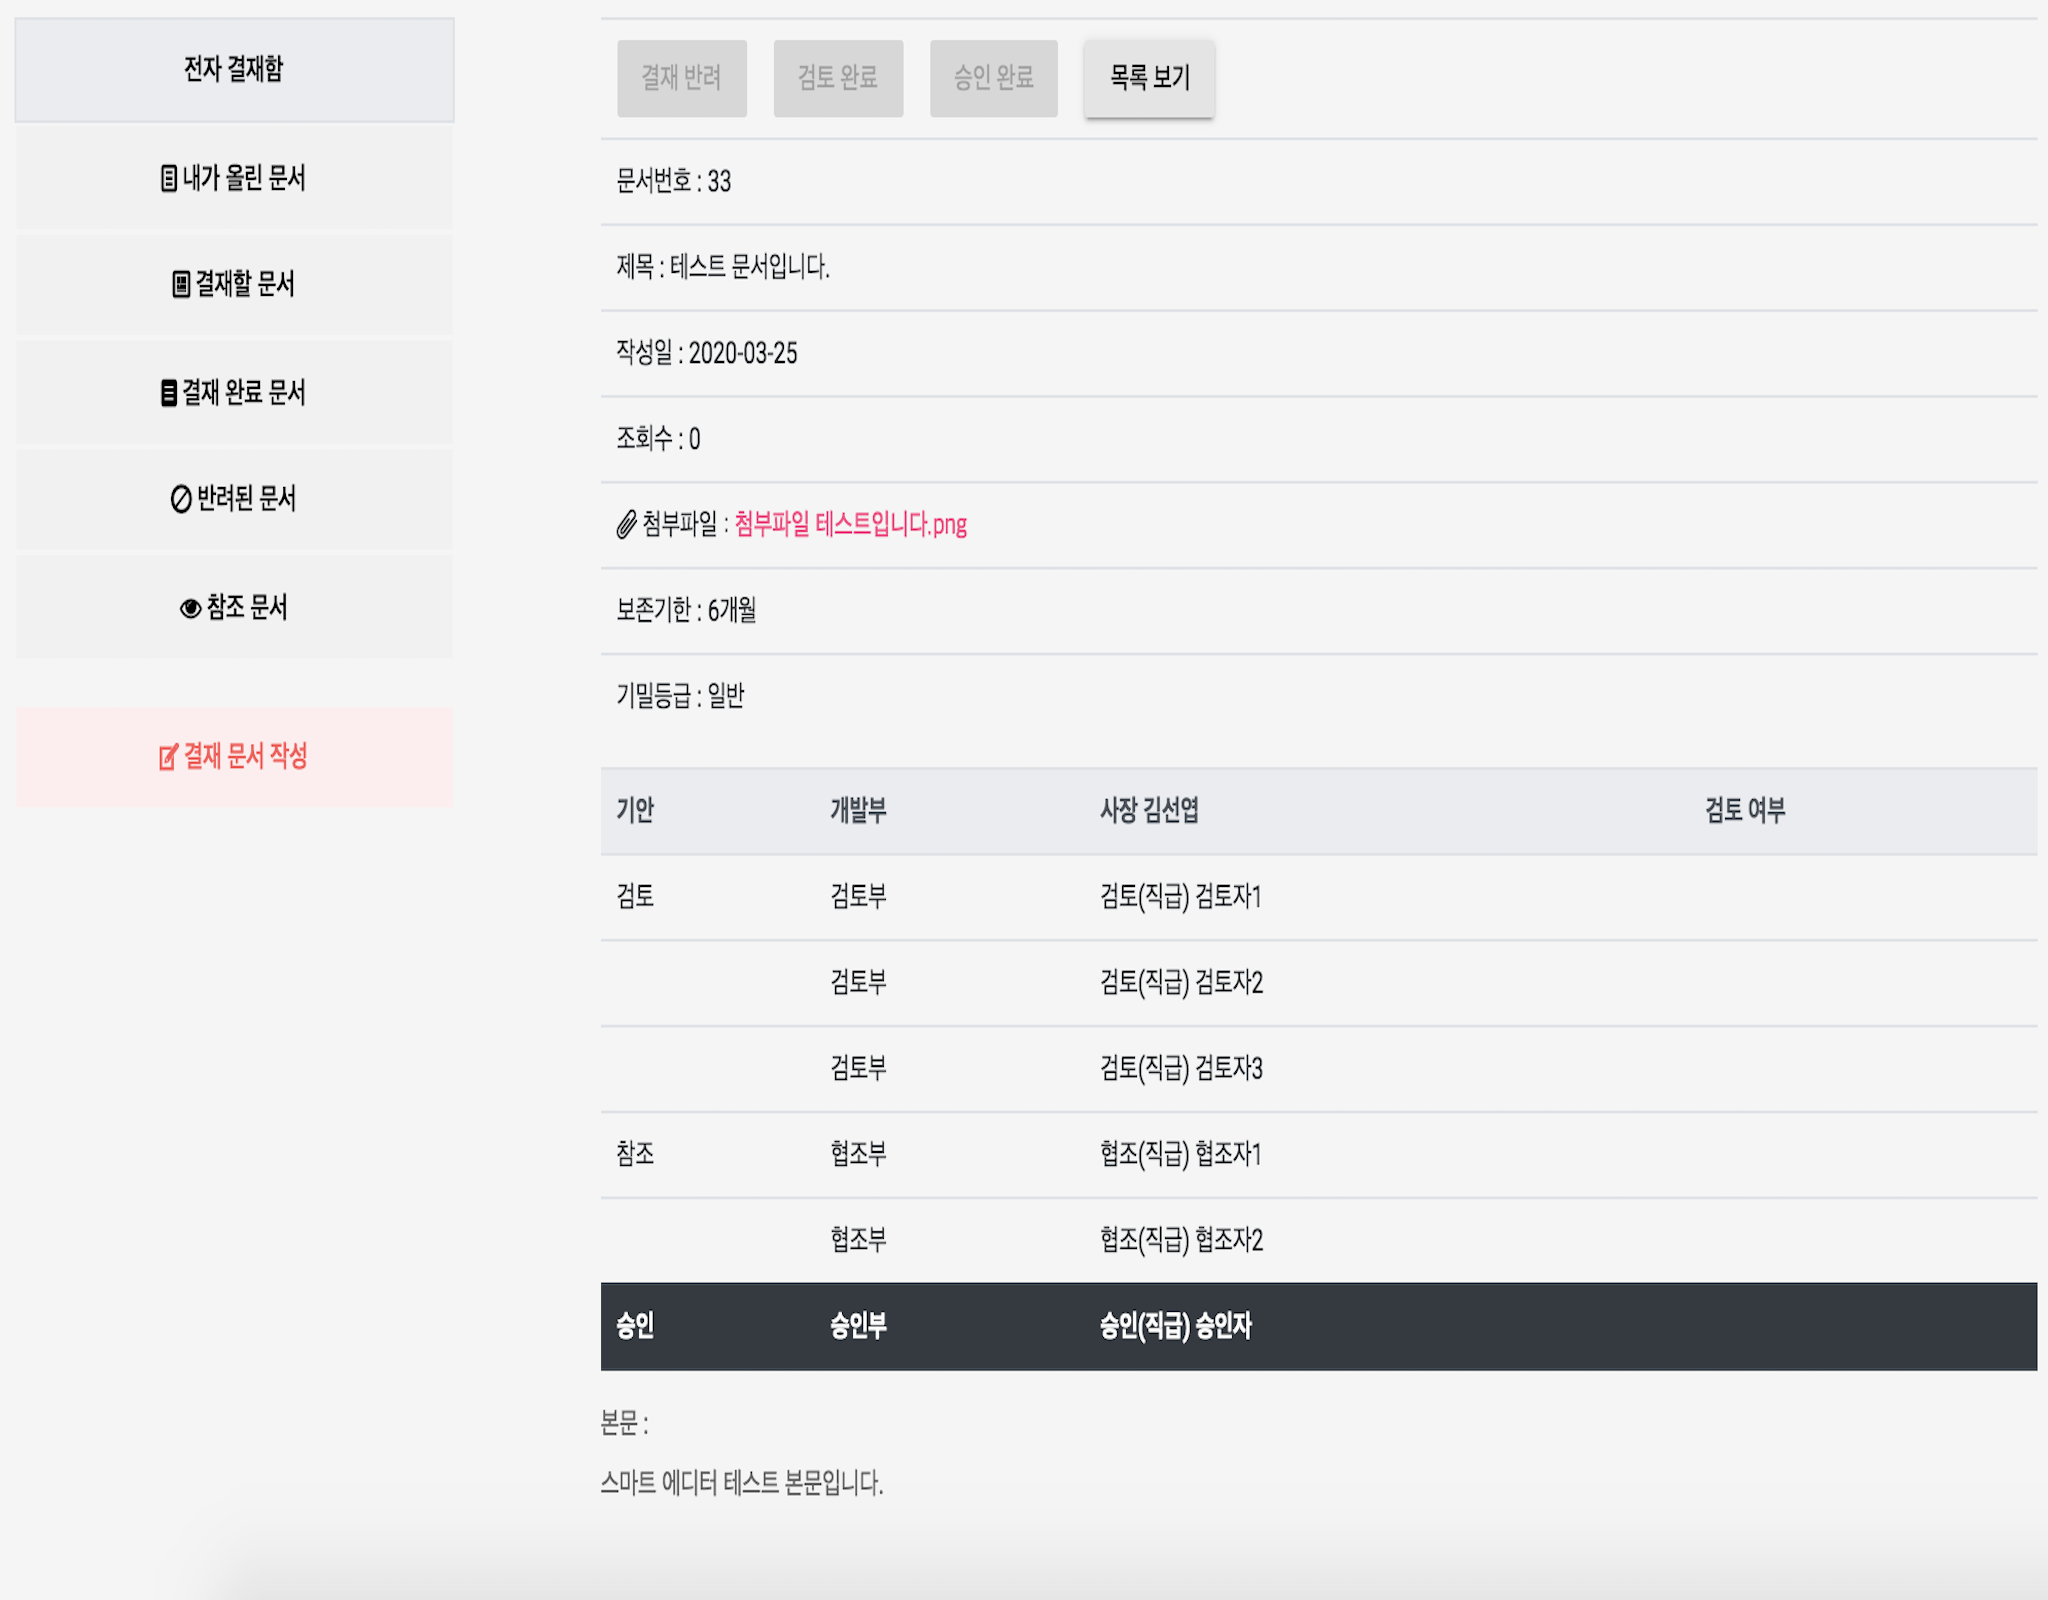 전자 결재함
내가 올린 문서
결재할 문서
결재 완료 문서
반려된 문서
참조 문서
결재 문서 작성
결재 반려 검토 완료 승인 완료 목록 보기
문서번호 : 33
제목 : 테스트 문서입니다.
작성일 : 2020-03-25
조회수 : 0
첨부파일 : 첨부파일 테스트입니다.png
보존기한 : 6개월
기밀등급 : 일반
기안 개발부 사장 김선엽 검토 여부
검토 검토부 검토(직급) 검토자1
검토부 검토(직급) 검토자2
검토부 검토(직급) 검토자3
참조 협조부 협조(직급) 협조자1
협조부 협조(직급) 협조자2
승인 승인부 승인(직급) 승인자
본문 :
스마트 에디터 테스트 본문입니다.